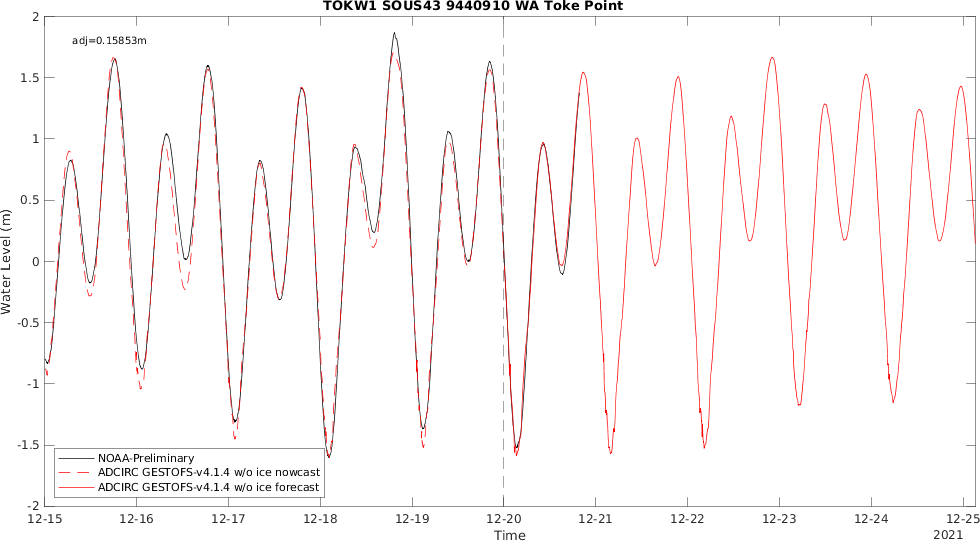 TOKW1 SOUS43 9440910 WA Toke Point
adj=0.15853m
2
1.5
1
0.5
0
-0.5
-1
-1.5
-2
Water Level (m)
NOAA-Preliminary
ADCIRC GESTOFS-v4.1.4 w/o ice nowcast
ADCIRC GESTOFS-v4.1.4 w/o ice forecast
12-15 12-16 12-17 12-18 12-19 12-20 12-21 12-22 12-23 12-24 12-25
Time
2021